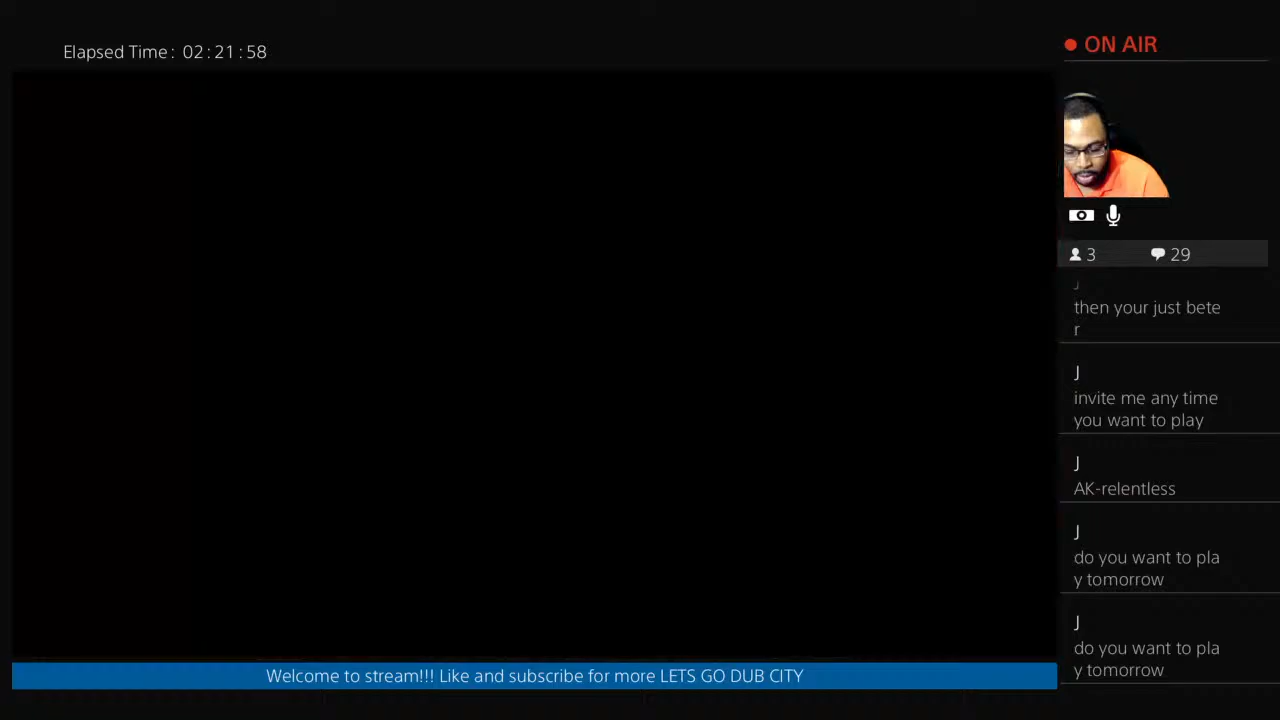 Elapsed Time: 02:21:58
ON AIR
3 29
J
then your just bete
r
J
invite me any time
you want to play
J
AK-relentless
J
do you want to pla
y tomorrow
J
do you want to pla
y tomorrow
Welcome to stream!!! Like and subscribe for more LETS GO DUB CITY